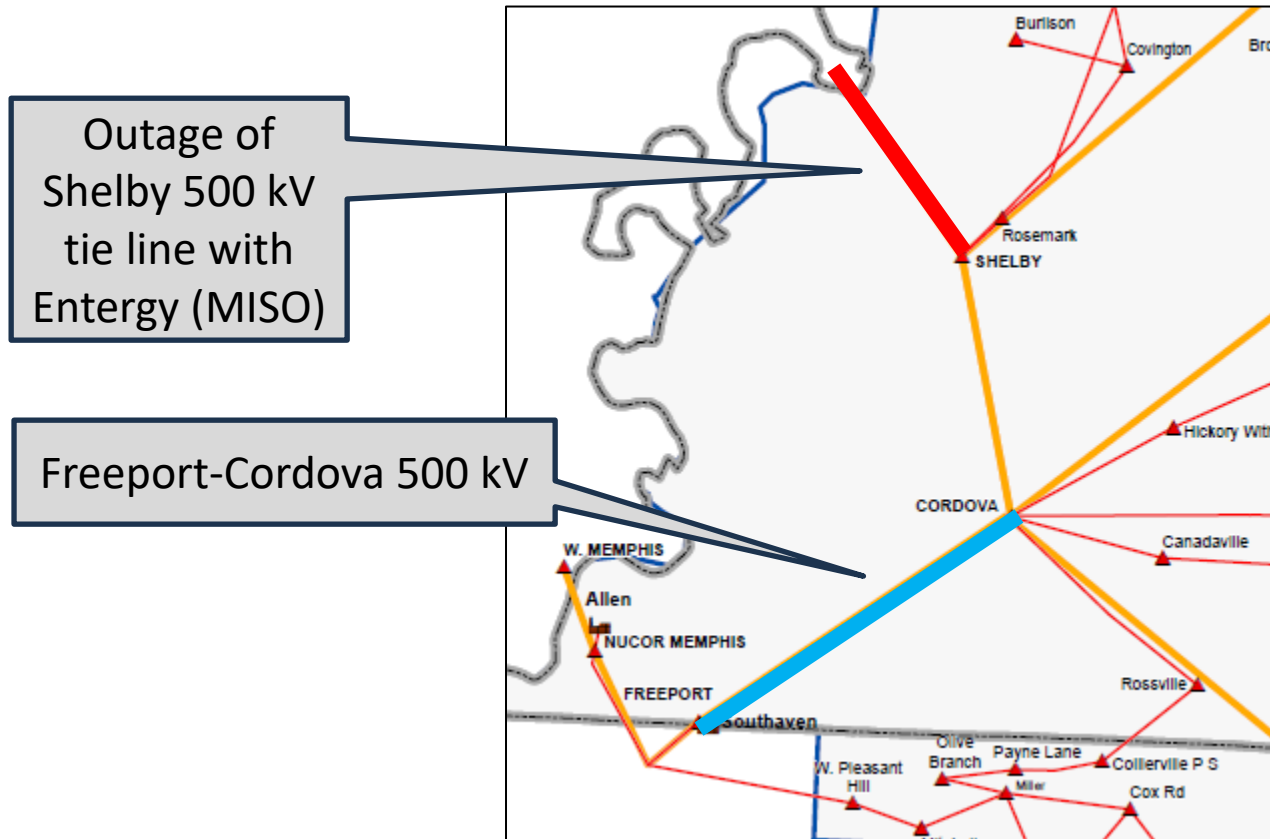 Outage of
Shelby 500 kV
tie line with
Entergy (MISO)
Freeport-Cordova 500 kV
Burlison
Covington
Rosemark
SHELBY
CORDOVA
Hickory
Canadaville
W. MEMPHIS
Allen
NUCOR MEMPHIS
FREEPORT
Southaven
Rossville
W. Pleasant
Hill
Olive
Branch
Payne Lane
Collierville P S
Miller
Cox Rd